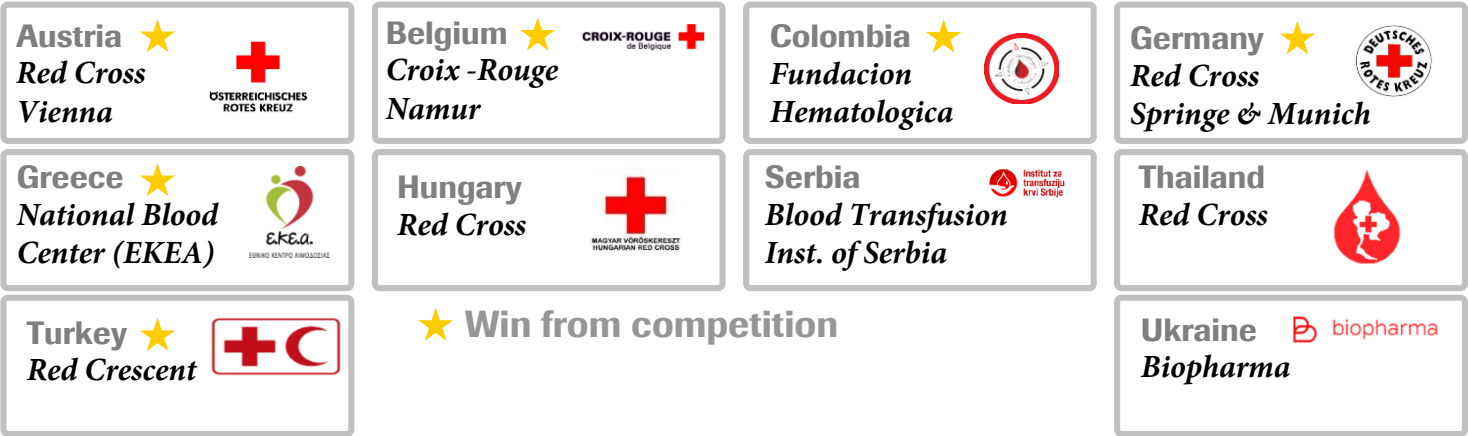 Austria
Red Cross
Vienna
ÖSTERREICHISCHES
ROTES KREUZ
Belgium
Croix -Rouge
Namur
CROIX-ROUGE
de Belgique
Colombia
Fundacion
Hematologica
Germany
Red Cross
Springe & Munich
DEUTSCHES
ROTES KREUZ
Greece
National Blood
Center (EKEA)
E.K.E.A.
ΕΘΝΙΚΟ ΚΕΝΤΡΟ ΑΙΜΟΔΟΣΙΑΣ
Hungary
Red Cross
MAGYAR VÖRÖSKERESZT
HUNGARIAN RED CROSS
Serbia
Blood Transfusion
Inst. of Serbia
Institut za
transfuziju
krvi Srbije
Thailand
Red Cross
Turkey
Red Crescent
Win from competition
Ukraine
Biopharma
biopharma